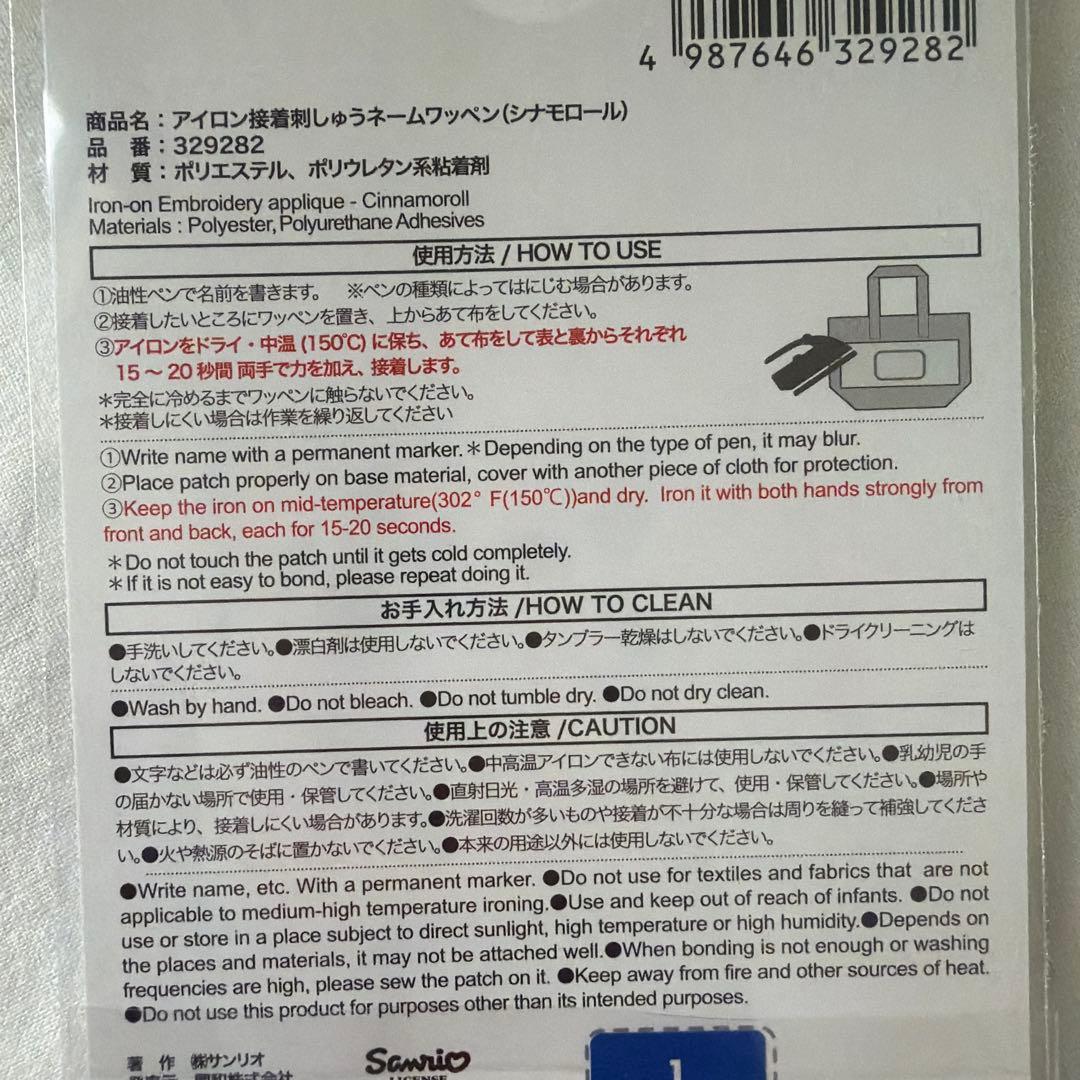 4 987646 329282
商品名：アイロン接着刺しゅうネームワッペン（シナモロール）
品　番：329282
材　質：ポリエステル、ポリウレタン系粘着剤
Iron-on Embroidery applique - Cinnamoroll
Materials : Polyester, Polyurethane Adhesives
使用方法 / HOW TO USE
①油性ペンで名前を書きます。　※ペンの種類によってはにじむ場合があります。
②接着したいところにワッペンを置き、上からあて布をしてください。
③アイロンをドライ・中温 (150℃) に保ち、あて布をして表と裏からそれぞれ
15 ～ 20 秒間 両手で力を加え、接着します。
＊完全に冷めるまでワッペンに触らないでください。
＊接着しにくい場合は作業を繰り返してください
①Write name with a permanent marker.＊Depending on the type of pen, it may blur.
②Place patch properly on base material, cover with another piece of cloth for protection.
③Keep the iron on mid-temperature(302° F(150℃))and dry. Iron it with both hands strongly from
front and back, each for 15-20 seconds.
＊Do not touch the patch until it gets cold completely.
＊If it is not easy to bond, please repeat doing it.
お手入れ方法 /HOW TO CLEAN
●手洗いしてください。●漂白剤は使用しないでください。●タンブラー乾燥はしないでください。●ドライクリーニングは
しないでください。
●Wash by hand. ●Do not bleach. ●Do not tumble dry. ●Do not dry clean.
使用上の注意 /CAUTION
●文字などは必ず油性のペンで書いてください。●中高温アイロンできない布には使用しないでください。●乳幼児の手
の届かない場所で使用・保管してください。●直射日光・高温多湿の場所を避けて、使用・保管してください。●場所や
材質により、接着しにくい場合があります。●洗濯回数が多いものや接着が不十分な場合は周りを縫って補強してくださ
い。●火や熱源のそばに置かないでください。●本来の用途以外には使用しないでください。
●Write name, etc. With a permanent marker. ●Do not use for textiles and fabrics that are not
applicable to medium-high temperature ironing.●Use and keep out of reach of infants. ●Do not
use or store in a place subject to direct sunlight, high temperature or high humidity.●Depends on
the places and materials, it may not be attached well.●When bonding is not enough or washing
frequencies are high, please sew the patch on it. ●Keep away from fire and other sources of heat.
●Do not use this product for purposes other than its intended purposes.
著　作　㈱サンリオ
Sanrio
LICENSE
1